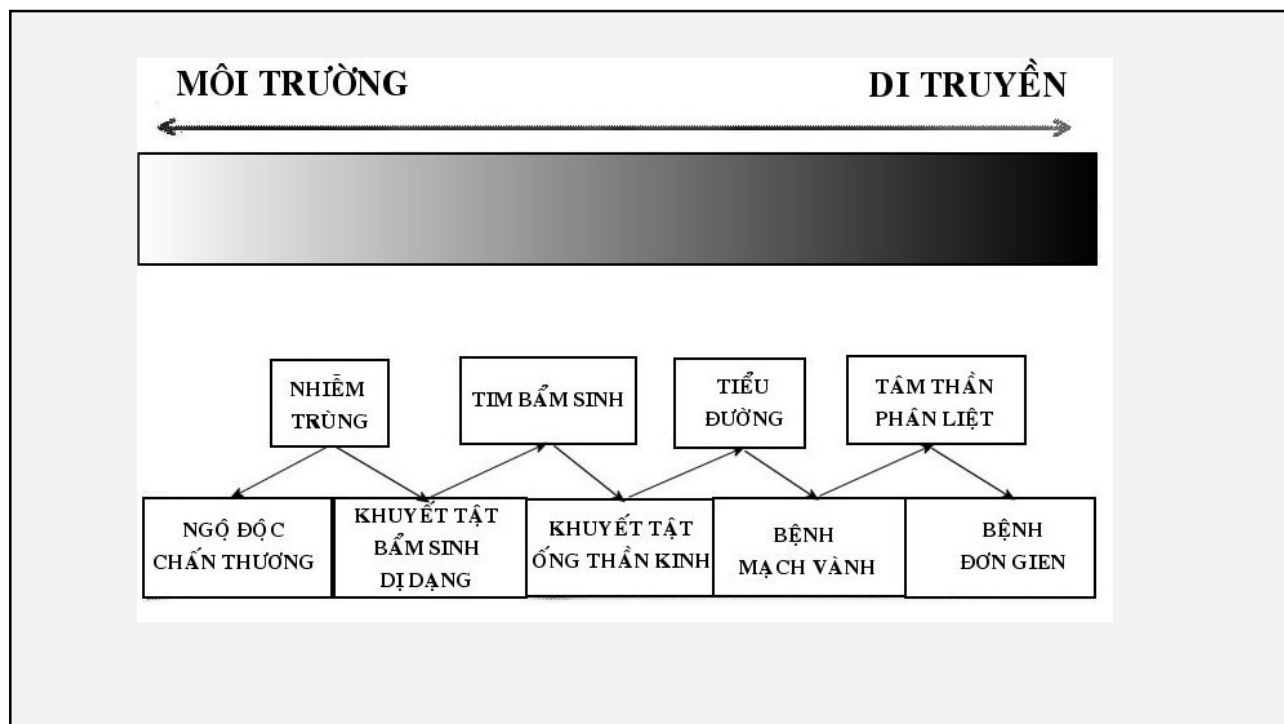 MÔI TRƯỜNG
DI TRUYỀN
NHIỄM
TRÙNG
TIM BẨM SINH
TIỂU
ĐƯỜNG
TÂM THẦN
PHÂN LIỆT
NGỘ ĐỘC
CHẤN THƯƠNG
KHUYẾT TẬT
BẨM SINH
DỊ DẠNG
KHUYẾT TẬT
ỐNG THẦN KINH
BỆNH
MẠCH VÀNH
BỆNH
ĐƠN GIEN